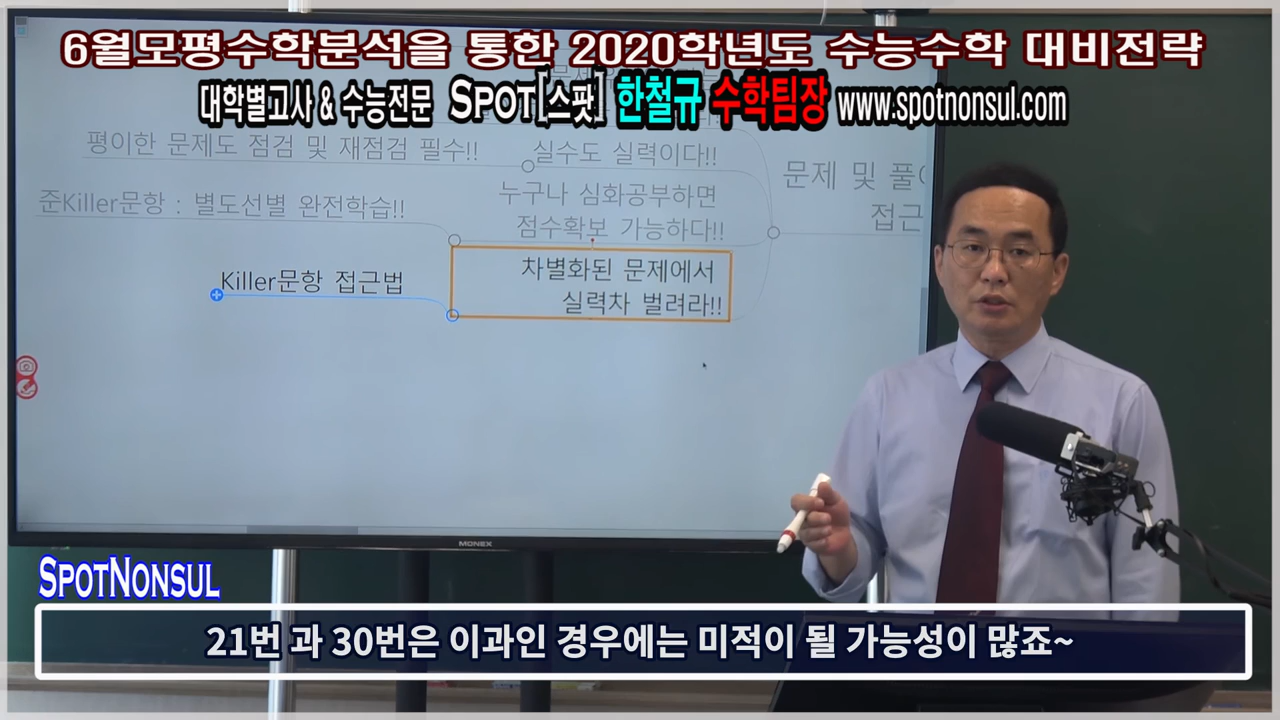 6월모평수학분석을 통한 2020학년도 수능수학 대비전략
대학별고사 & 수능전문 SPOT[스팟] 한철규 수학팀장 www.spotnonsul.com
평이한 문제도 점검 및 재점검 필수!!
실수도 실력이다!!
문제 및 풀이
접근
준Killer문항 : 별도선별 완전학습!!
누구나 심화공부하면
점수확보 가능하다!!
Killer문항 접근법
차별화된 문제에서
실력차 벌려라!!
MONEX
SPOTNONSUL
21번 과 30번은 이과인 경우에는 미적이 될 가능성이 많죠~